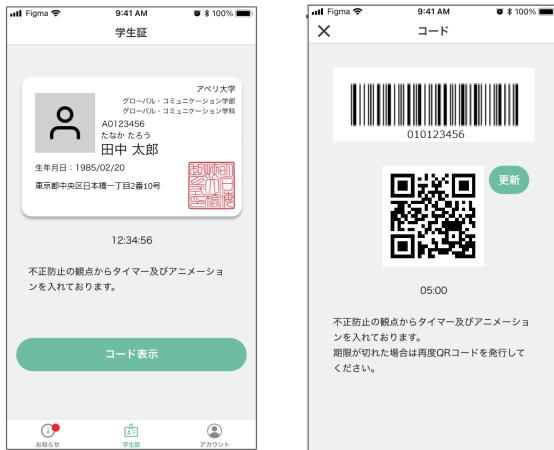 Figma
9:41 AM
100%
学生証
アペリ大学
グローバル・コミュニケーション学部
グローバル・コミュニケーション学科
A0123456
たなか たろう
田中 太郎
生年月日：1985/02/20
東京都中央区日本橋一丁目2番10号
12:34:56
不正防止の観点からタイマー及びアニメーショ
ンを入れております。
コード表示
お知らせ
学生証
アカウント
Figma
9:41 AM
100%
コード
010123456
更新
05:00
不正防止の観点からタイマー及びアニメーショ
ンを入れております。
期限が切れた場合は再度QRコードを発行して
ください。